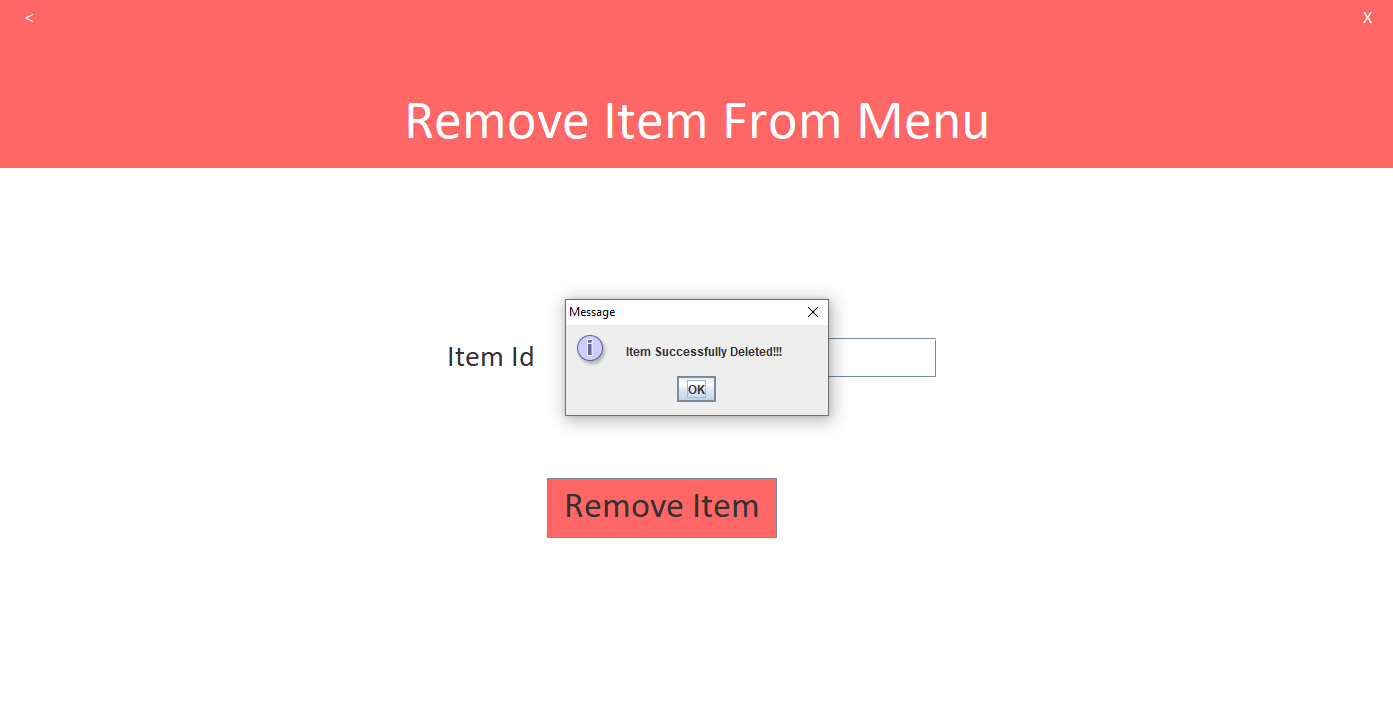 <
X
Remove Item From Menu
Message
Item Id
Item Successfully Deleted!!!
OK
Remove Item